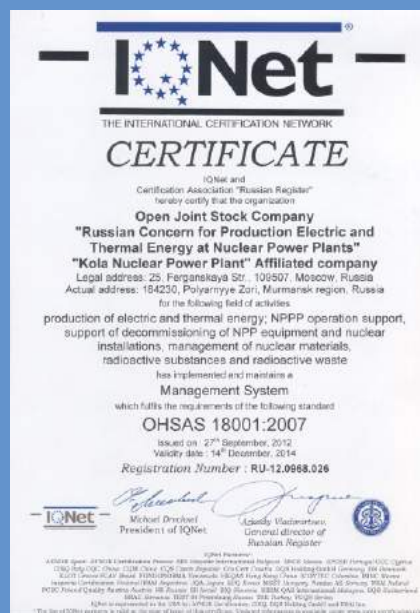 IQNet
®
THE INTERNATIONAL CERTIFICATION NETWORK
CERTIFICATE
IQNet and
Certification Association "Russian Register"
hereby certify that the organization
Open Joint Stock Company
"Russian Concern for Production Electric and
Thermal Energy at Nuclear Power Plants"
"Kola Nuclear Power Plant" Affiliated company
Legal address: 25, Ferganskaya Str., 109507, Moscow, Russia
Actual address: 184230, Polyarnyye Zori, Murmansk region, Russia
for the following field of activities
production of electric and thermal energy; NPPP operation support,
support of decommissioning of NPP equipment and nuclear
installations, management of nuclear materials,
radioactive substances and radioactive waste
has implemented and maintains a
Management System
which fulfils the requirements of the following standard
OHSAS 18001:2007
Issued on : 27th September, 2012
Validity date : 14th December, 2014
Registration Number : RU-12.0968.026
IQNet
Michael Drechsel
President of IQNet
Arkady Vladimirtsev,
General director of
Russian Register
IQNet Partners*: